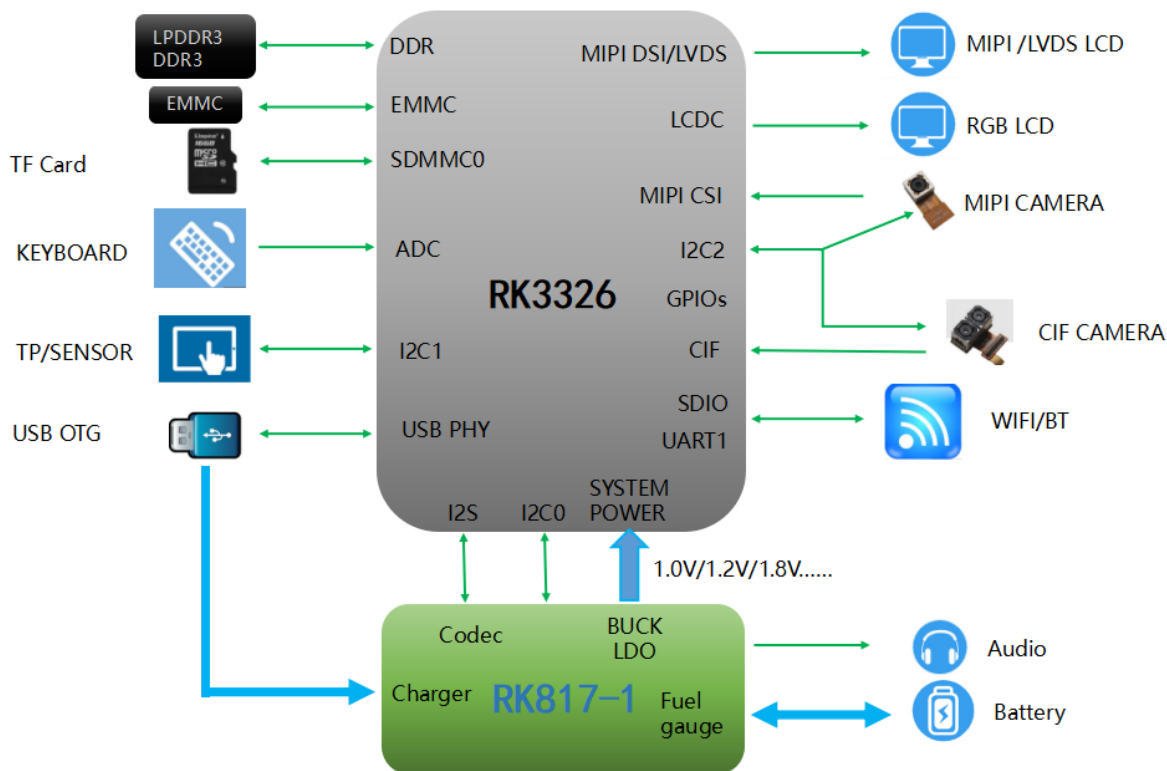 LPDDR3
DDR3
DDR
MIPI DSI/LVDS
MIPI /LVDS LCD
EMMC
EMMC
LCDC
RGB LCD
TF Card
SDMMC0
MIPI CSI
MIPI CAMERA
KEYBOARD
ADC
I2C2
RK3326
GPIOs
TP/SENSOR
I2C1
CIF
CIF CAMERA
USB OTG
USB PHY
SDIO
UART1
WIFI/BT
I2S
I2C0
SYSTEM
POWER
1.0V/1.2V/1.8V......
Codec
BUCK
LDO
Audio
Charger
RK817-1
Fuel
gauge
Battery